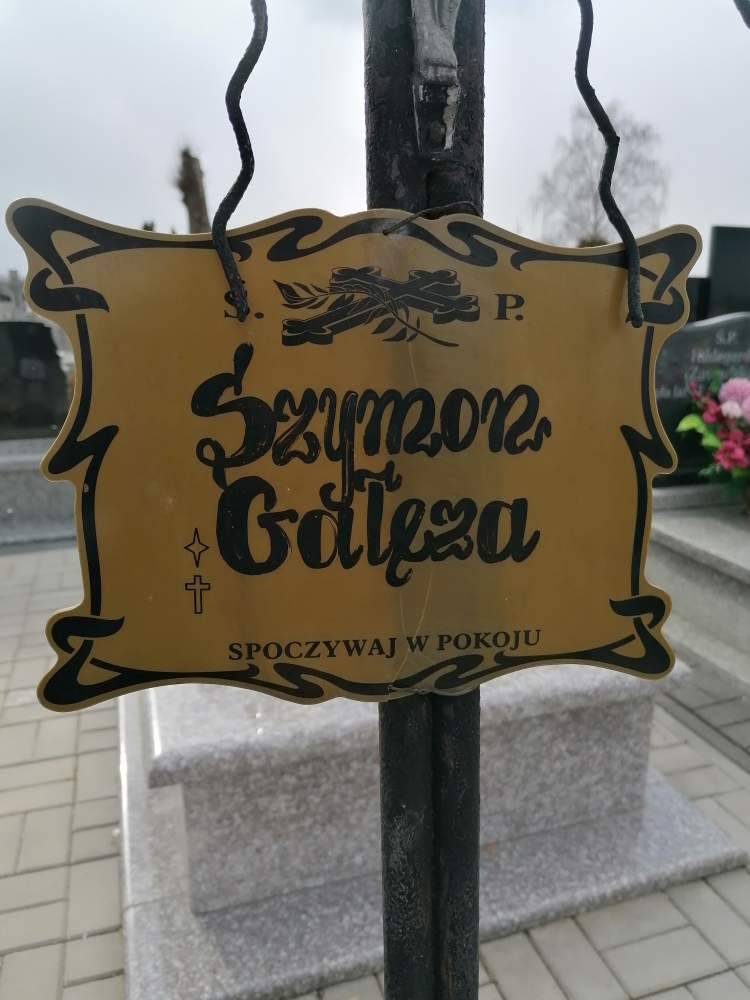 Ś. P.
Szymon
Gałęza
SPOCZYWAJ W POKOJU
Ś.P.